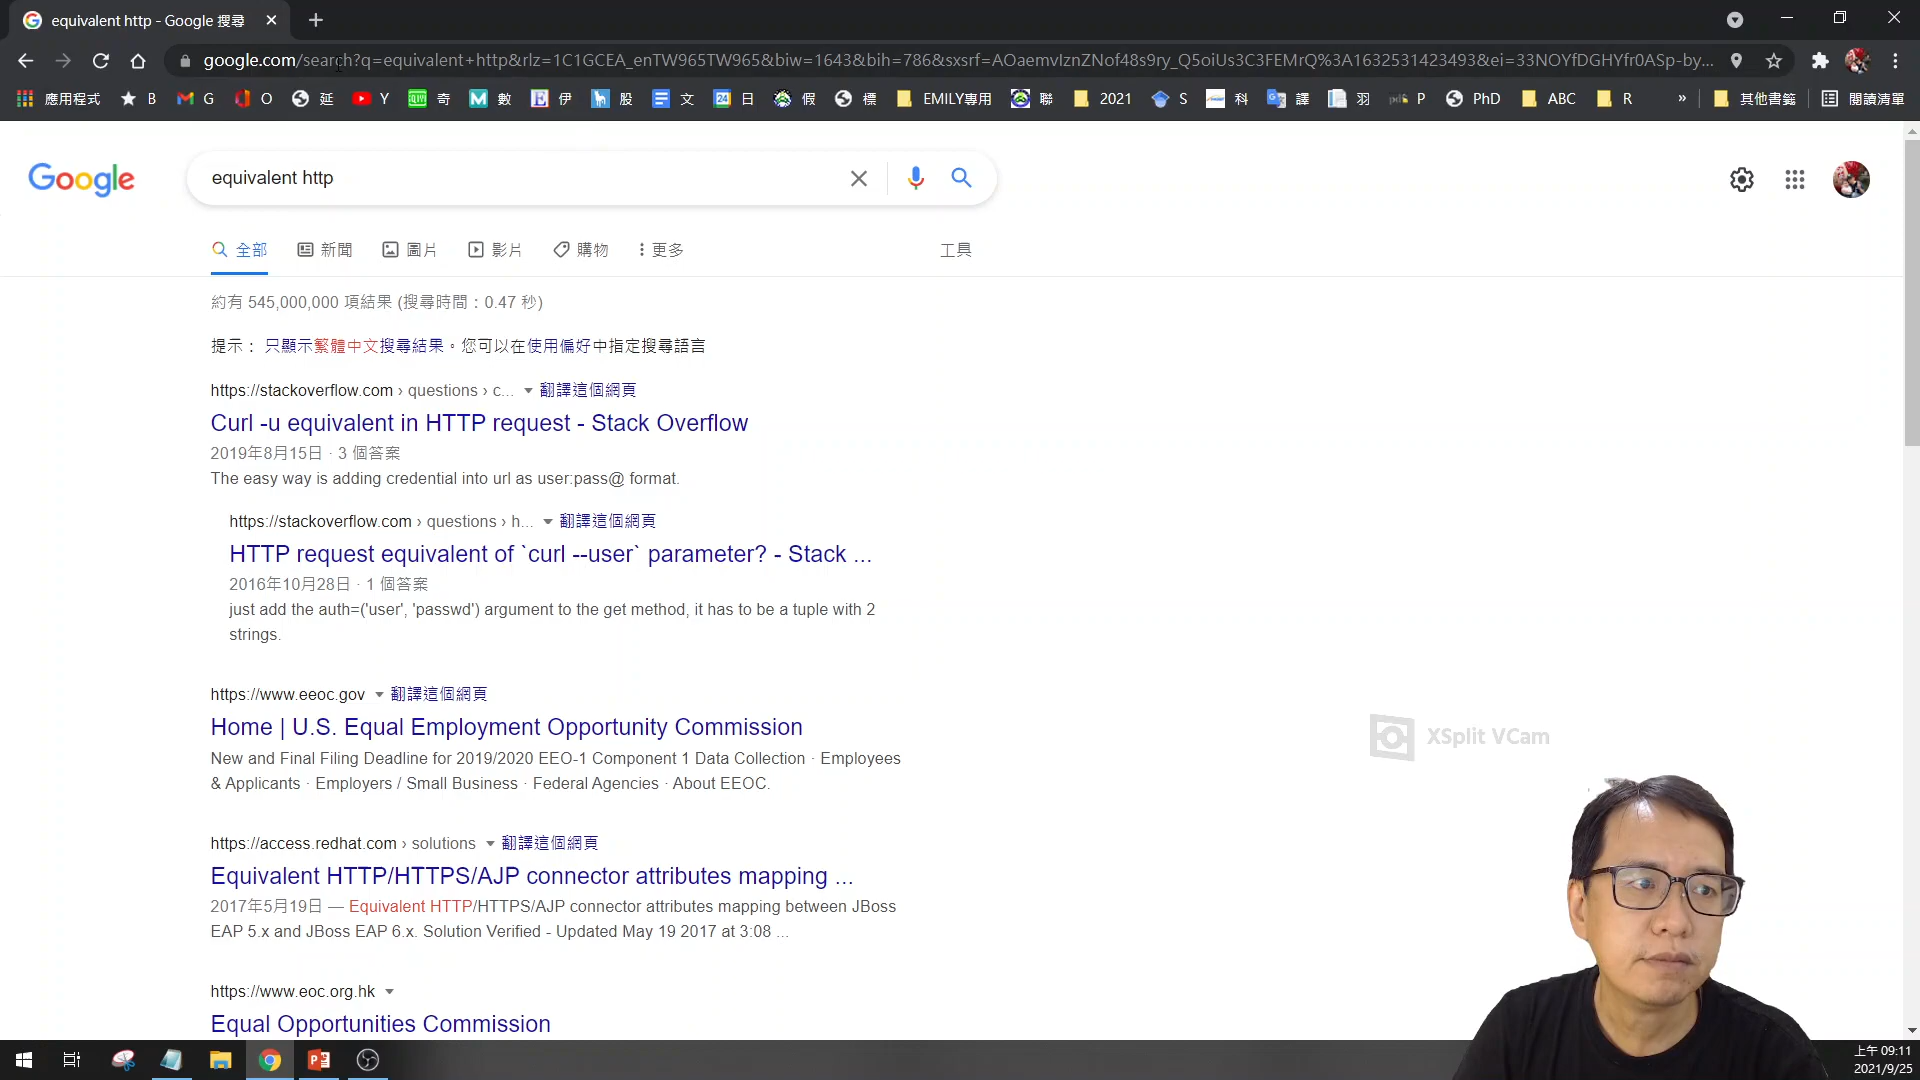 equivalent http - Google 搜尋
google.com/search?q=equivalent+http&rlz=1C1GCEA_enTW965TW965&biw=1643&bih=786&sxsrf=AOaemvIznZNof48s9ry_Q5oiUs3C3FEMrQ%3A1632531423493&ei=33NOYfDGHYfr0ASp-by...
應用程式 B G O 延 Y 奇 數 伊 股 文 日 假 標 EMILY專用 聯 2021 S 科 譯 羽 P PhD ABC R » 其他書籤 閱讀清單
Google
equivalent http
全部 新聞 圖片 影片 購物 更多 工具
約有 545,000,000 項結果 (搜尋時間：0.47 秒)
提示： 只顯示繁體中文搜尋結果。您可以在使用偏好中指定搜尋語言
https://stackoverflow.com › questions › c... 翻譯這個網頁
Curl -u equivalent in HTTP request - Stack Overflow
2019年8月15日 · 3 個答案
The easy way is adding credential into url as user:pass@ format.
https://stackoverflow.com › questions › h... 翻譯這個網頁
HTTP request equivalent of `curl --user` parameter? - Stack ...
2016年10月28日 · 1 個答案
just add the auth=('user', 'passwd') argument to the get method, it has to be a tuple with 2
strings.
https://www.eeoc.gov 翻譯這個網頁
Home | U.S. Equal Employment Opportunity Commission
New and Final Filing Deadline for 2019/2020 EEO-1 Component 1 Data Collection · Employees
& Applicants · Employers / Small Business · Federal Agencies · About EEOC.
https://access.redhat.com › solutions 翻譯這個網頁
Equivalent HTTP/HTTPS/AJP connector attributes mapping ...
2017年5月19日 — Equivalent HTTP/HTTPS/AJP connector attributes mapping between JBoss
EAP 5.x and JBoss EAP 6.x. Solution Verified - Updated May 19 2017 at 3:08 ...
https://www.eoc.org.hk
Equal Opportunities Commission
XSplit VCam
上午 09:11
2021/9/25